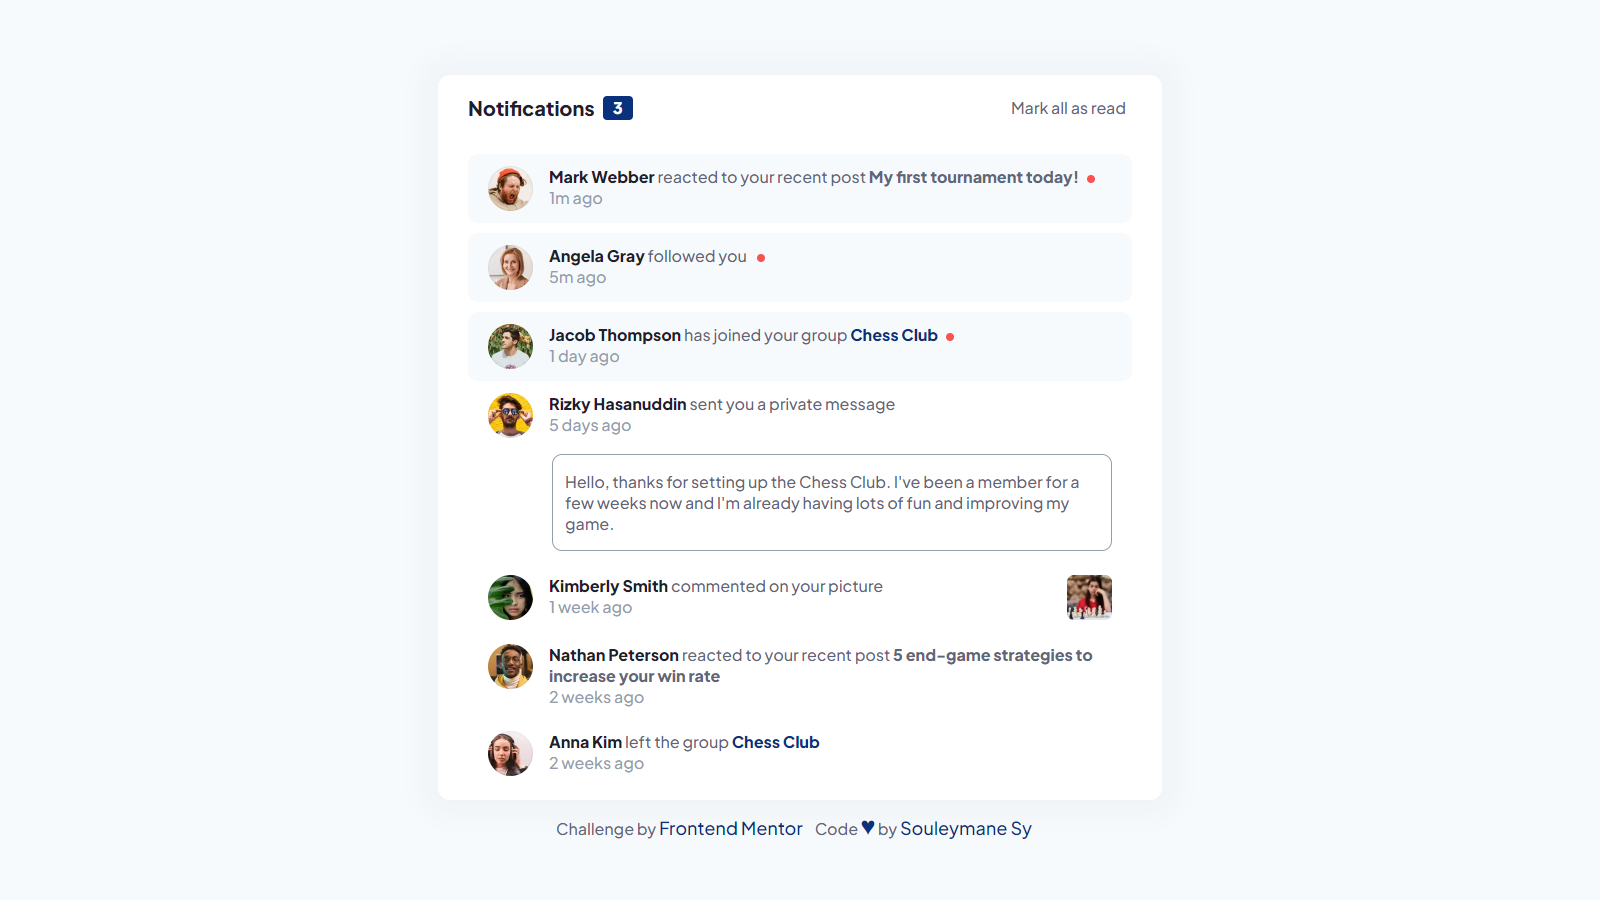 Notifications 3 Mark all as read
Mark Webber reacted to your recent post My first tournament today!
1m ago
Angela Gray followed you
5m ago
Jacob Thompson has joined your group Chess Club
1 day ago
Rizky Hasanuddin sent you a private message
5 days ago
Hello, thanks for setting up the Chess Club. I've been a member for a
few weeks now and I'm already having lots of fun and improving my
game.
Kimberly Smith commented on your picture
1 week ago
Nathan Peterson reacted to your recent post 5 end-game strategies to
increase your win rate
2 weeks ago
Anna Kim left the group Chess Club
2 weeks ago
Challenge by Frontend Mentor Code ♥ by Souleymane Sy